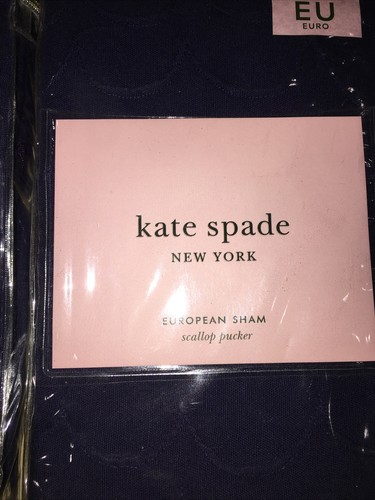 EU
EURO
kate spade
NEW YORK
EUROPEAN SHAM
scallop pucker